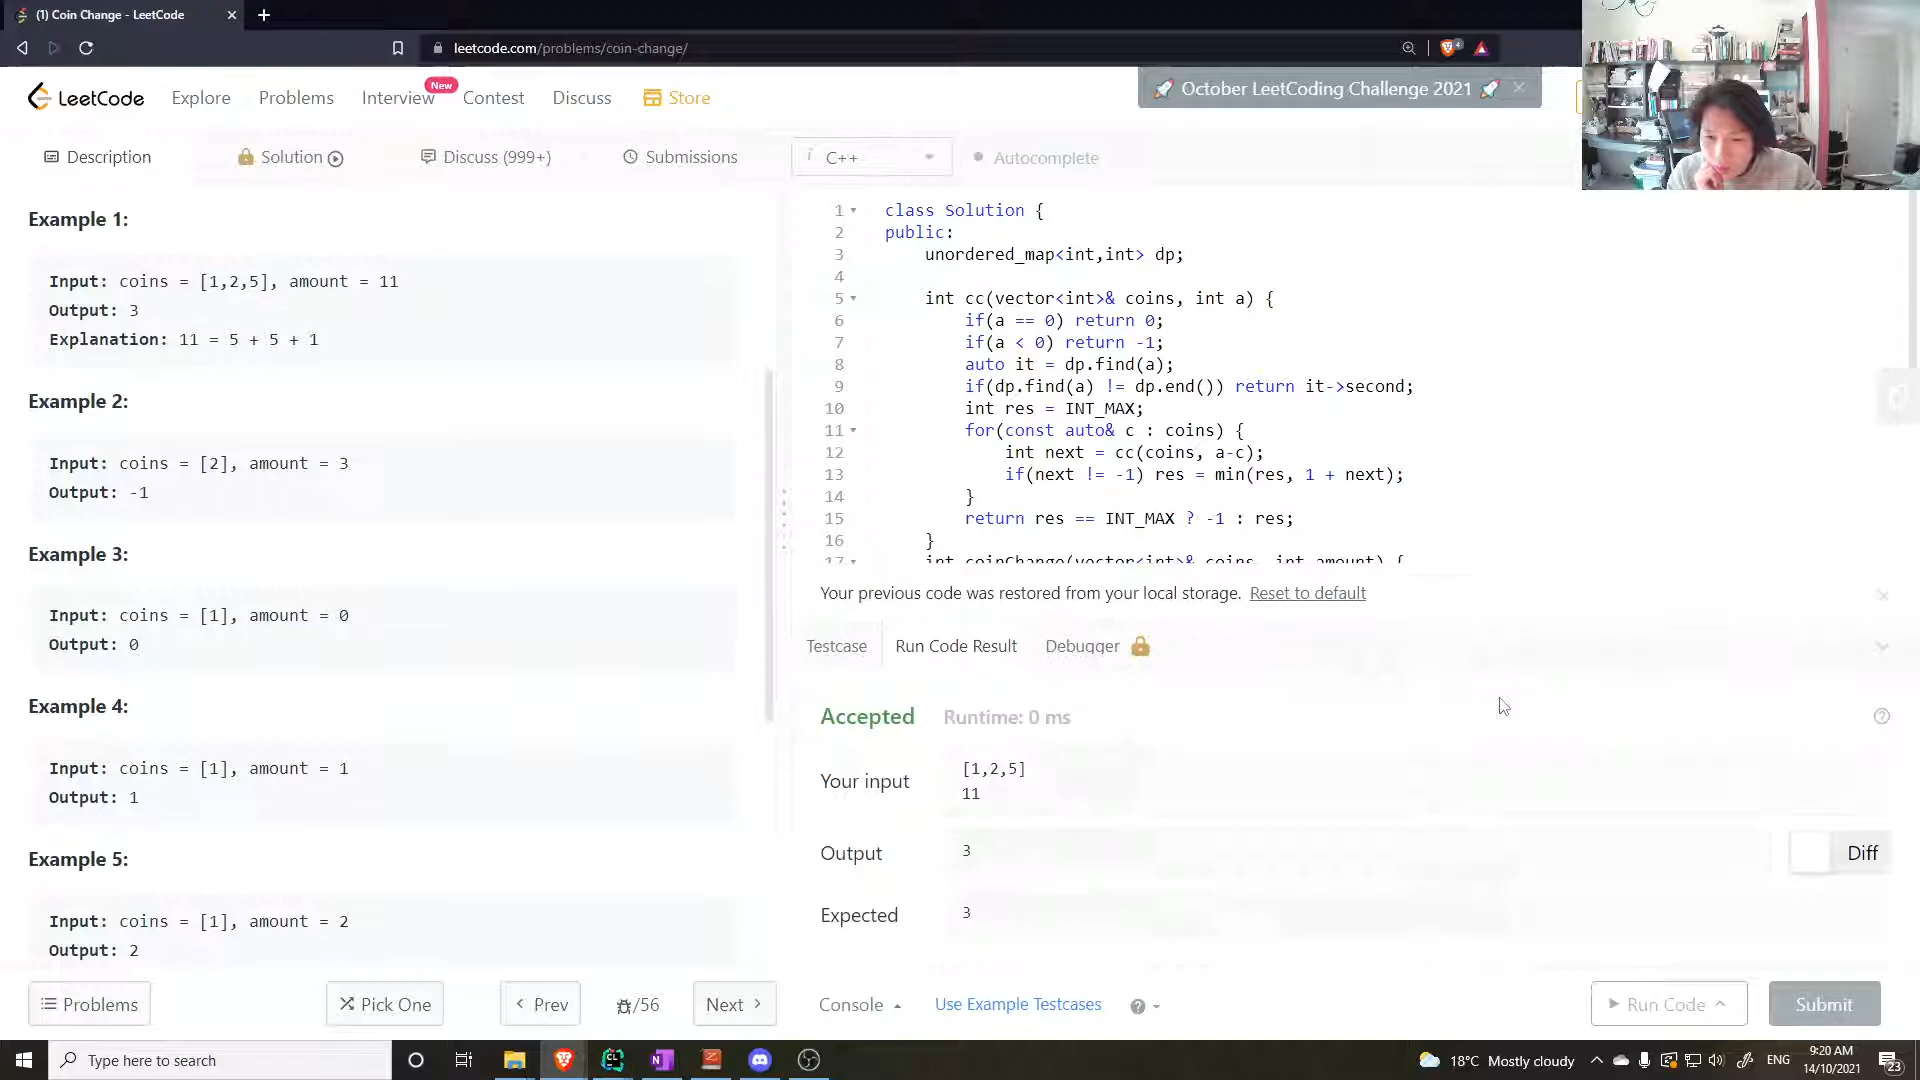 (1) Coin Change - LeetCode
leetcode.com/problems/coin-change/
4
LeetCode
Explore
Problems
Interview
New
Contest
Discuss
Store
October LeetCoding Challenge 2021
Description
Solution
Discuss (999+)
Submissions
C++
Autocomplete
Example 1:
Input: coins = [1,2,5], amount = 11
Output: 3
Explanation: 11 = 5 + 5 + 1
Example 2:
Input: coins = [2], amount = 3
Output: -1
Example 3:
Input: coins = [1], amount = 0
Output: 0
Example 4:
Input: coins = [1], amount = 1
Output: 1
Example 5:
Input: coins = [1], amount = 2
Output: 2
1 class Solution {
2 public:
3 unordered_map<int,int> dp;
4
5 int cc(vector<int>& coins, int a) {
6 if(a == 0) return 0;
7 if(a < 0) return -1;
8 auto it = dp.find(a);
9 if(dp.find(a) != dp.end()) return it->second;
10 int res = INT_MAX;
11 for(const auto& c : coins) {
12 int next = cc(coins, a-c);
13 if(next != -1) res = min(res, 1 + next);
14 }
15 return res == INT_MAX ? -1 : res;
16 }
17 int coinChange(vector<int>& coins, int amount) {
Your previous code was restored from your local storage. Reset to default
Testcase
Run Code Result
Debugger
Accepted
Runtime: 0 ms
Your input
[1,2,5]
11
Output
3
Diff
Expected
3
Problems
Pick One
Prev
/56
Next
Console
Use Example Testcases
Run Code
Submit
Type here to search
18°C Mostly cloudy
ENG
9:20 AM
14/10/2021
23